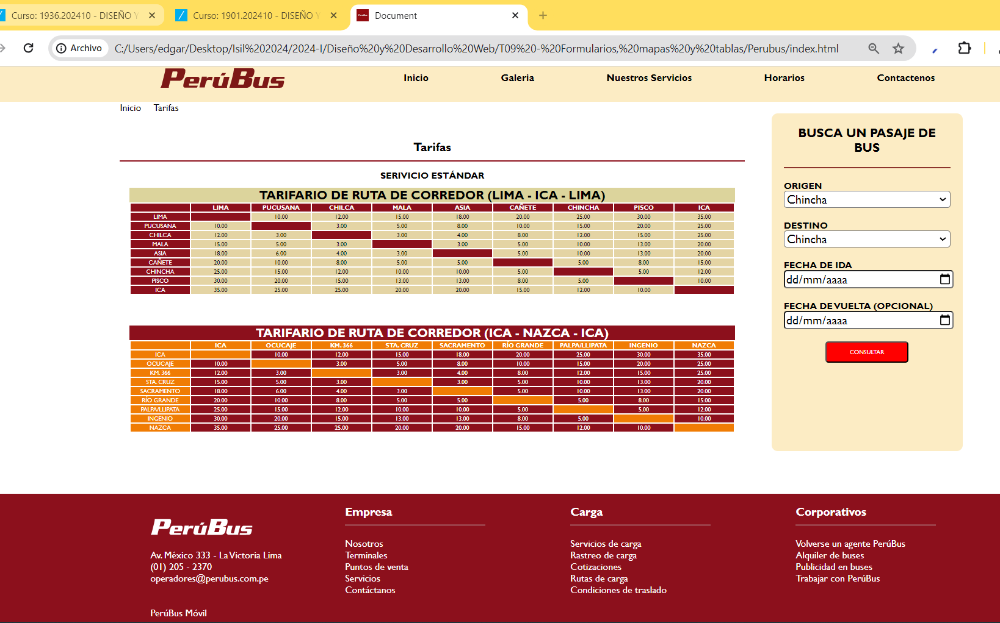 Curso: 1936.202410 - DISEÑO Y
Curso: 1901.202410 - DISEÑO Y
PerúBus
Document
Archivo
C:/Users/edgar/Desktop/Isil%202024/2024-I/Diseño%20y%20Desarrollo%20Web/T09%20-%20Formularios,%20mapas%20y%20tablas/Perubus/index.html
PerúBus
Inicio
Galeria
Nuestros Servicios
Horarios
Contactenos
Inicio Tarifas
Tarifas
SERIVICIO ESTÁNDAR
TARIFARIO DE RUTA DE CORREDOR (LIMA - ICA - LIMA)
LIMA PUCUSANA CHILCA MALA ASIA CAÑETE CHINCHA PISCO ICA
LIMA 10.00 12.00 15.00 18.00 20.00 25.00 30.00 35.00
PUCUSANA 10.00 3.00 5.00 8.00 10.00 15.00 20.00 25.00
CHILCA 12.00 3.00 3.00 4.00 8.00 12.00 15.00 25.00
MALA 15.00 5.00 3.00 3.00 5.00 10.00 13.00 20.00
ASIA 18.00 6.00 4.00 3.00 5.00 10.00 13.00 20.00
CAÑETE 20.00 10.00 8.00 5.00 5.00 5.00 8.00 15.00
CHINCHA 25.00 15.00 12.00 10.00 10.00 5.00 5.00 12.00
PISCO 30.00 20.00 15.00 13.00 13.00 8.00 5.00 10.00
ICA 35.00 25.00 25.00 20.00 20.00 15.00 12.00 10.00
TARIFARIO DE RUTA DE CORREDOR (ICA - NAZCA - ICA)
ICA OCUCAJE KM. 366 STA. CRUZ SACRAMENTO RÍO GRANDE PALPA/LLIPATA INGENIO NAZCA
ICA 10.00 12.00 15.00 18.00 20.00 25.00 30.00 35.00
OCUCAJE 10.00 3.00 5.00 8.00 10.00 15.00 20.00 25.00
KM. 366 12.00 3.00 3.00 4.00 8.00 12.00 15.00 25.00
STA. CRUZ 15.00 5.00 3.00 3.00 5.00 10.00 13.00 20.00
SACRAMENTO 18.00 6.00 4.00 3.00 5.00 10.00 13.00 20.00
RÍO GRANDE 20.00 10.00 8.00 5.00 5.00 5.00 8.00 15.00
PALPA/LLIPATA 25.00 15.00 12.00 10.00 10.00 5.00 5.00 12.00
INGENIO 30.00 20.00 15.00 13.00 13.00 8.00 5.00 10.00
NAZCA 35.00 25.00 25.00 20.00 20.00 15.00 12.00 10.00
BUSCA UN PASAJE DE
BUS
ORIGEN
Chincha
DESTINO
Chincha
FECHA DE IDA
dd/mm/aaaa
FECHA DE VUELTA (OPCIONAL)
dd/mm/aaaa
CONSULTAR
PerúBus
Av. México 333 - La Victoria Lima
(01) 205 - 2370
operadores@perubus.com.pe
PerúBus Móvil
Empresa
Nosotros
Terminales
Puntos de venta
Servicios
Contáctanos
Carga
Servicios de carga
Rastreo de carga
Cotizaciones
Rutas de carga
Condiciones de traslado
Corporativos
Volverse un agente PerúBus
Alquiler de buses
Publicidad en buses
Trabajar con PerúBus